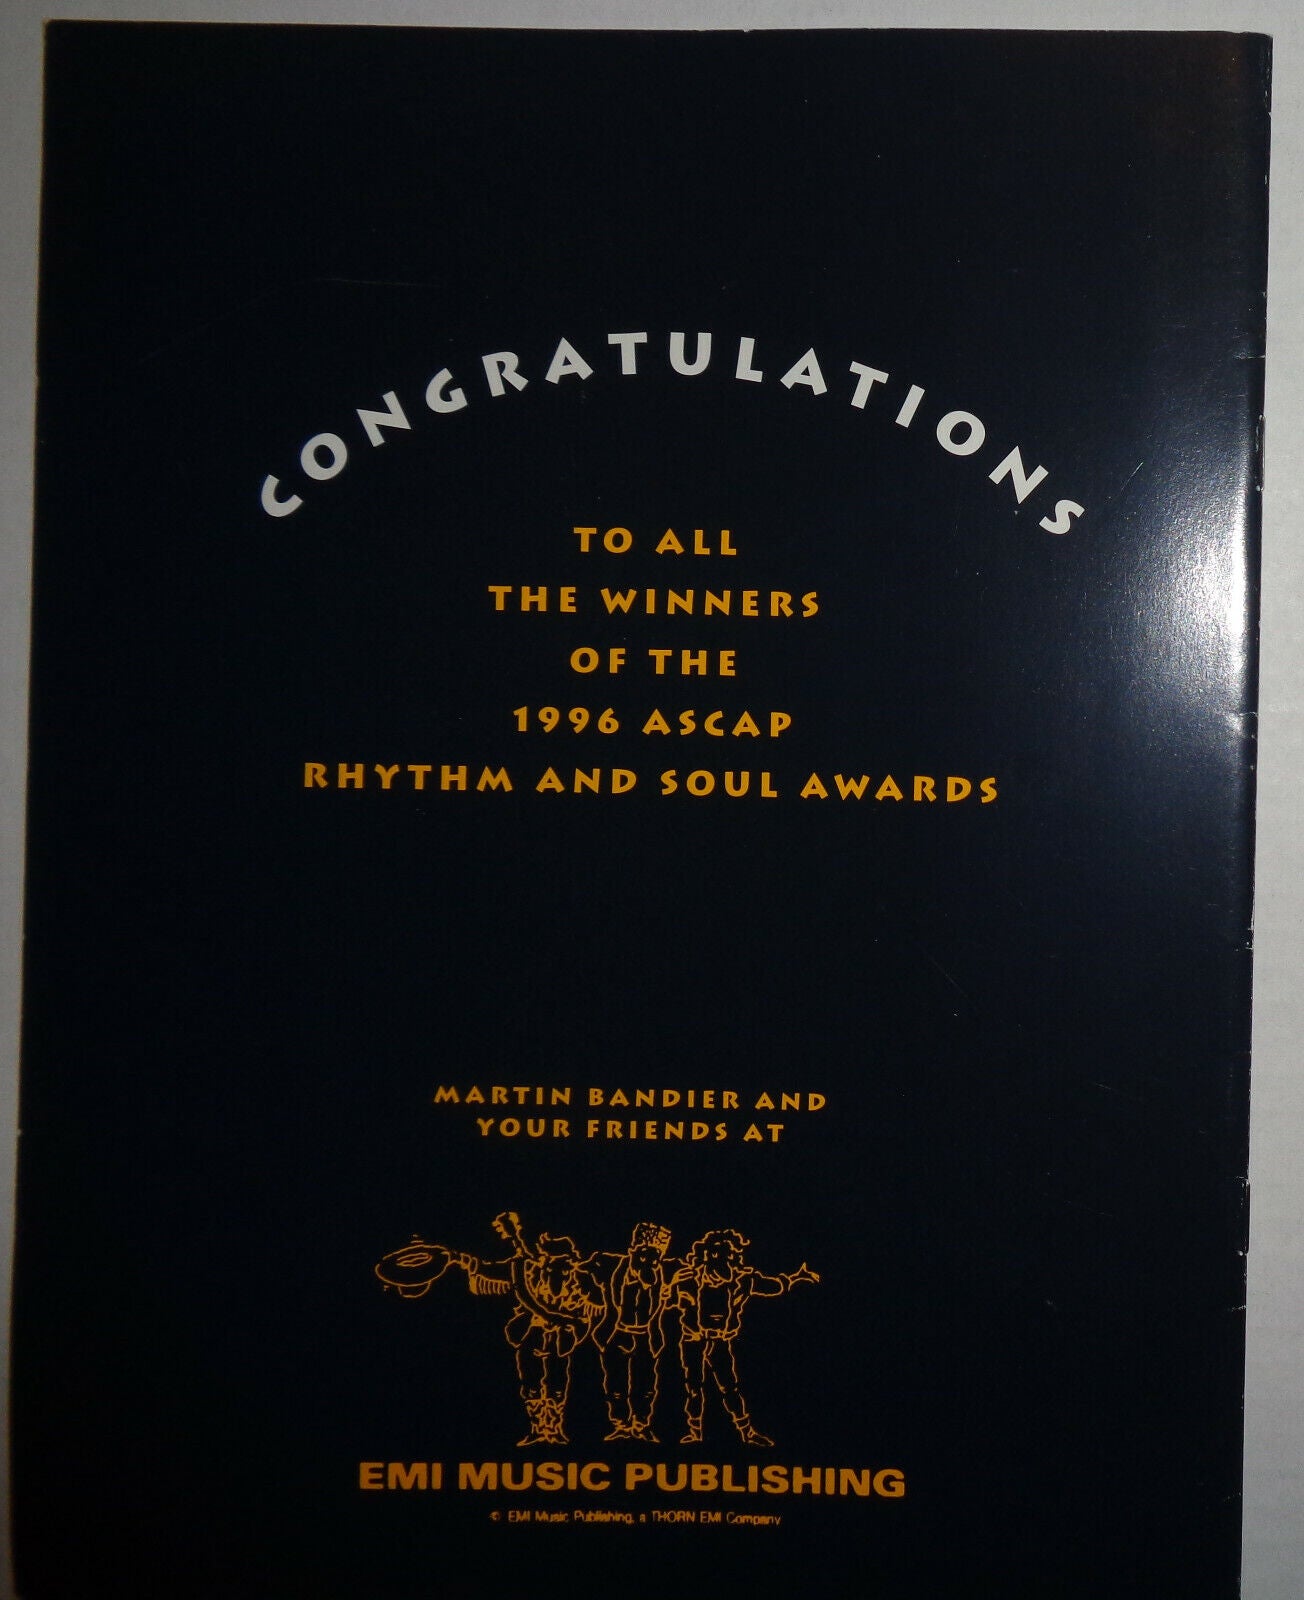 CONGRATULATIONS
TO ALL
THE WINNERS
OF THE
1996 ASCAP
RHYTHM AND SOUL AWARDS
MARTIN BANDIER AND
YOUR FRIENDS AT
EMI MUSIC PUBLISHING
© EMI Music Publishing, a THORN EMI Company